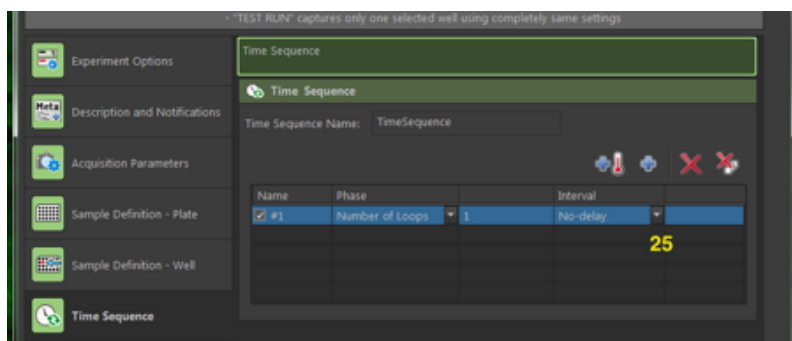 - "TEST RUN" captures only one selected well using completely same settings
Experiment Options
Meta
Description and Notifications
Acquisition Parameters
Sample Definition - Plate
Sample Definition - Well
Time Sequence
Time Sequence
Time Sequence
Time Sequence Name: TimeSequence
Name Phase Interval
#1 Number of Loops 1 No-delay
25